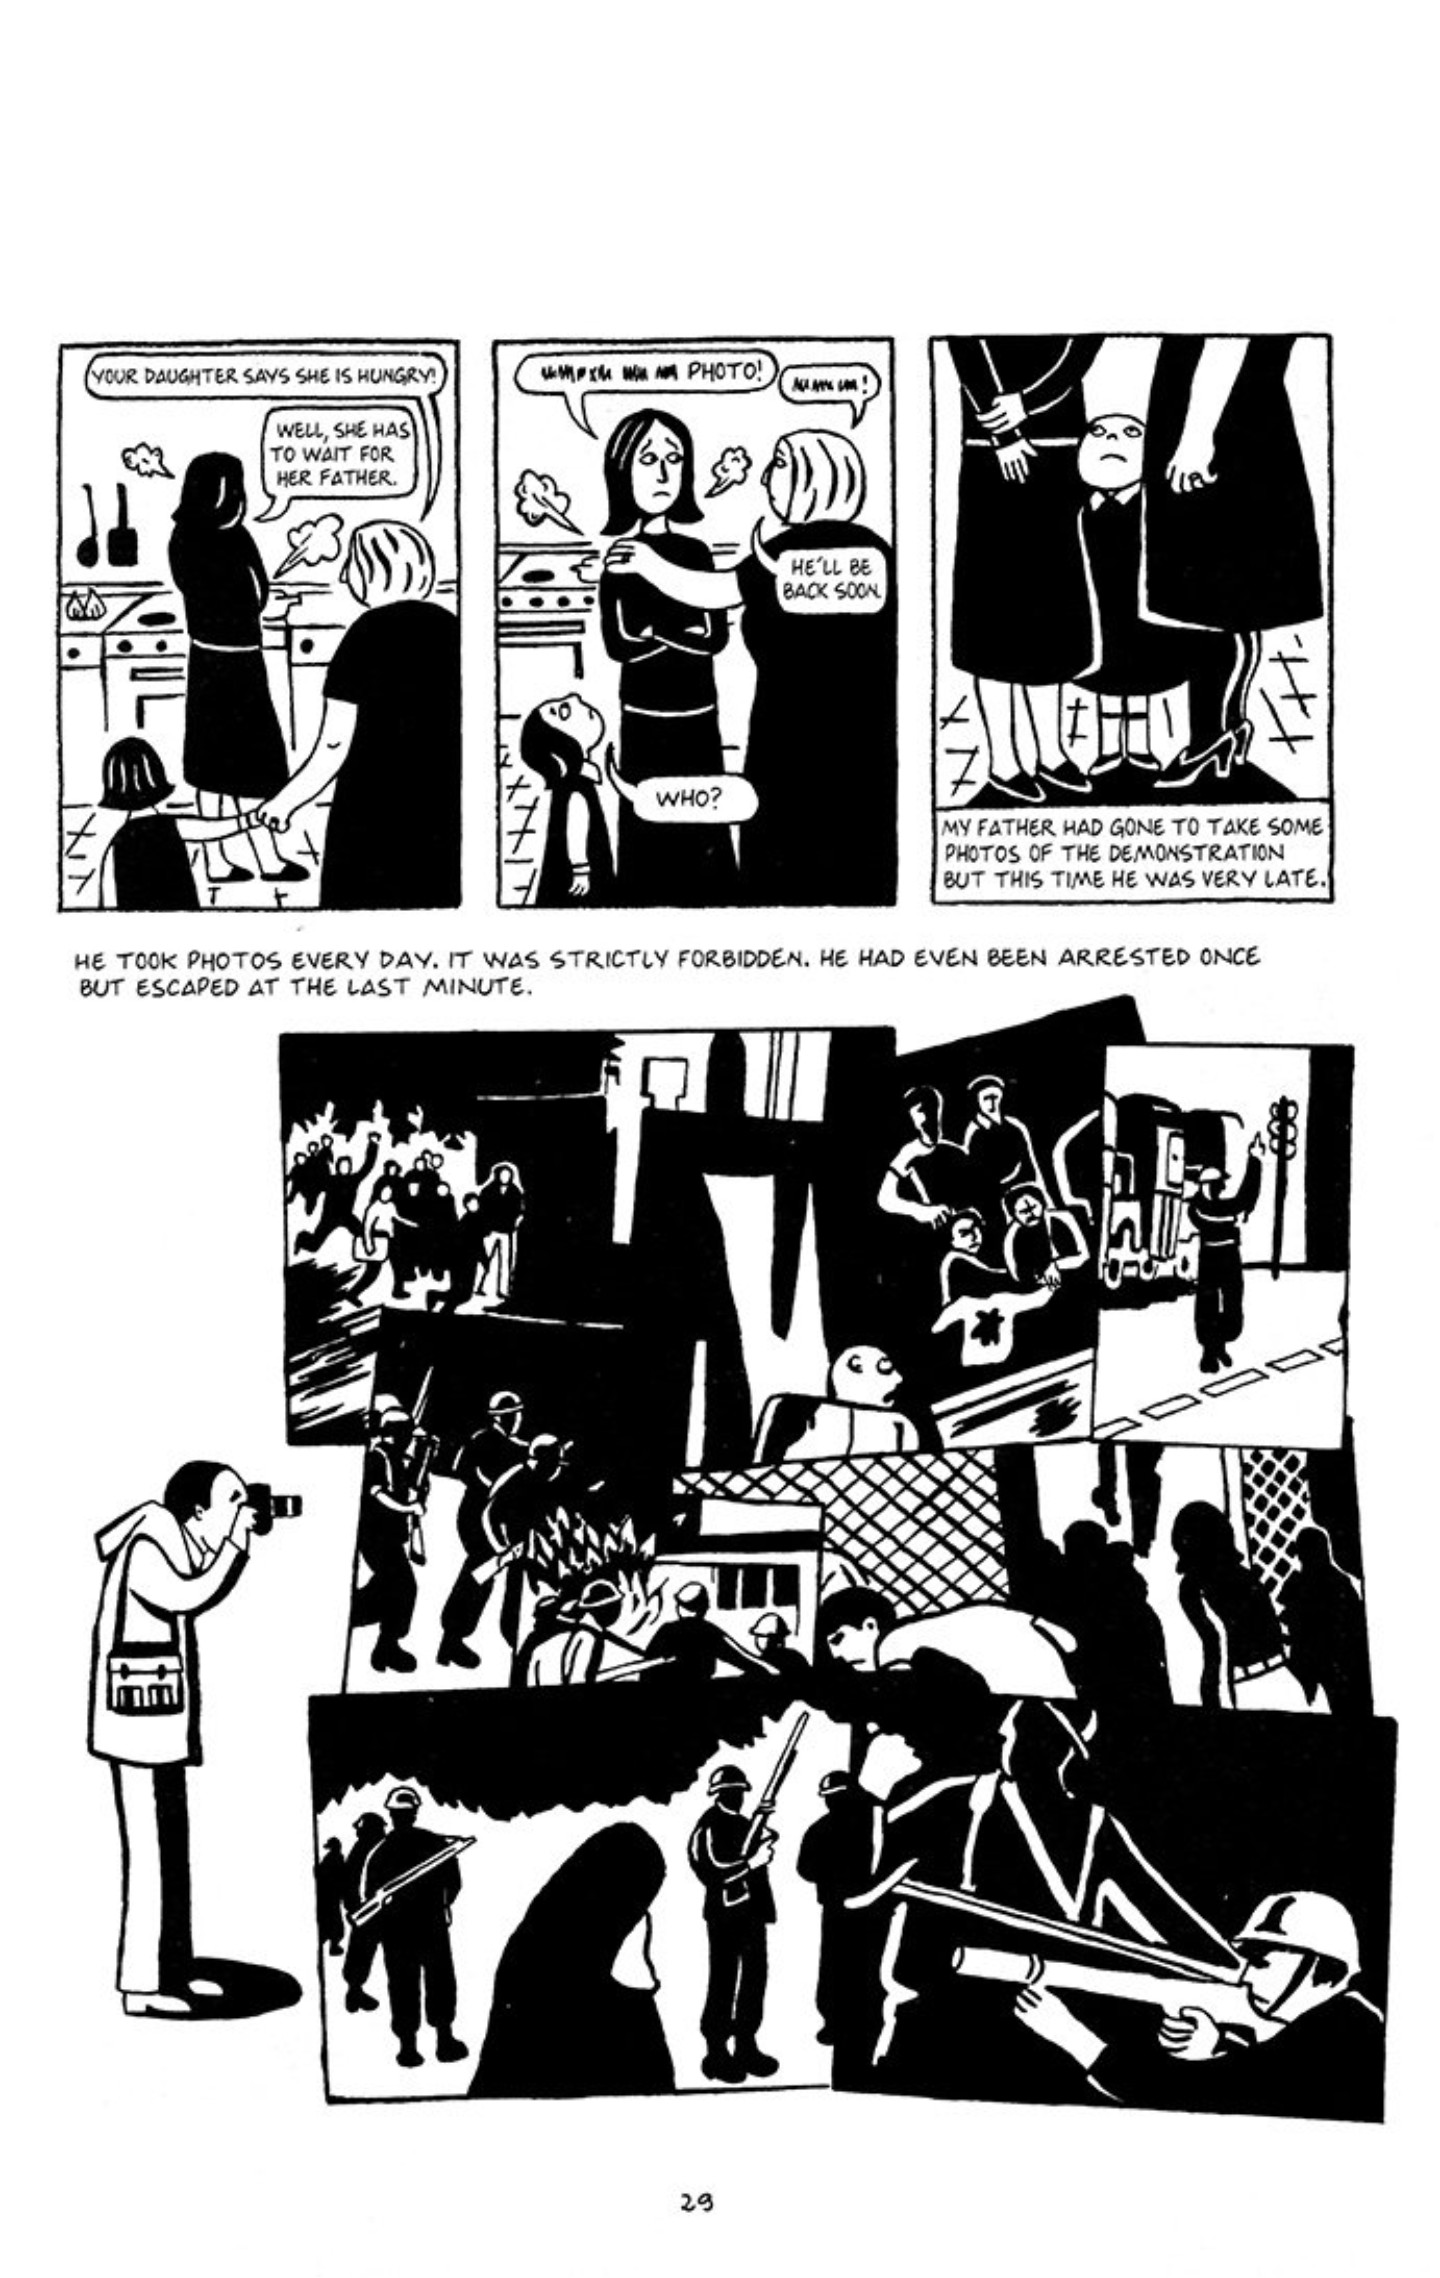 YOUR DAUGHTER SAYS SHE IS HUNGRY!
WELL, SHE HAS
TO WAIT FOR
HER FATHER.
PHOTO!
!
HE'LL BE
BACK SOON.
WHO?
MY FATHER HAD GONE TO TAKE SOME
PHOTOS OF THE DEMONSTRATION
BUT THIS TIME HE WAS VERY LATE.
HE TOOK PHOTOS EVERY DAY. IT WAS STRICTLY FORBIDDEN. HE HAD EVEN BEEN ARRESTED ONCE
BUT ESCAPED AT THE LAST MINUTE.
29